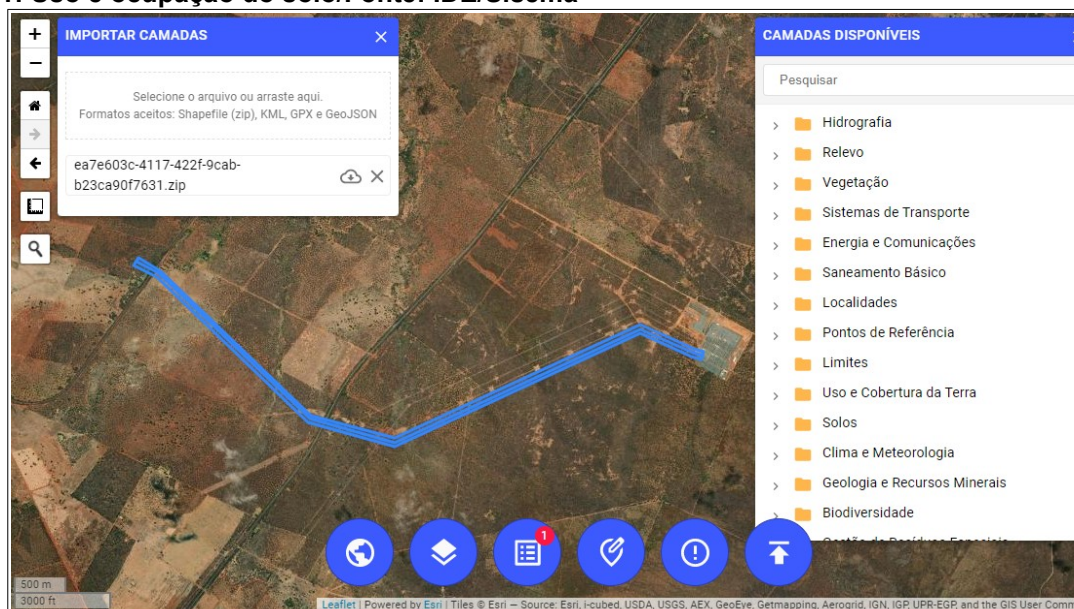 +
IMPORTAR CAMADAS
Selecione o arquivo ou arraste aqui.
Formatos aceitos: Shapefile (zip), KML, GPX e GeoJSON
ea7e603c-4117-422f-9cab-
b23ca90f7631.zip
CAMADAS DISPONÍVEIS
Pesquisar
Hidrografia
Relevo
Vegetação
Sistemas de Transporte
Energia e Comunicações
Saneamento Básico
Localidades
Pontos de Referência
Limites
Uso e Cobertura da Terra
Solos
Clima e Meteorologia
Geologia e Recursos Minerais
Biodiversidade
1
500 m
3000 ft
Leaflet | Powered by Esri | Tiles © Esri — Source: Esri, i-cubed, USDA, USGS, AEX, GeoEye, Getmapping, Aerogrid, IGN, IGP, UPR-EGP, and the GIS User